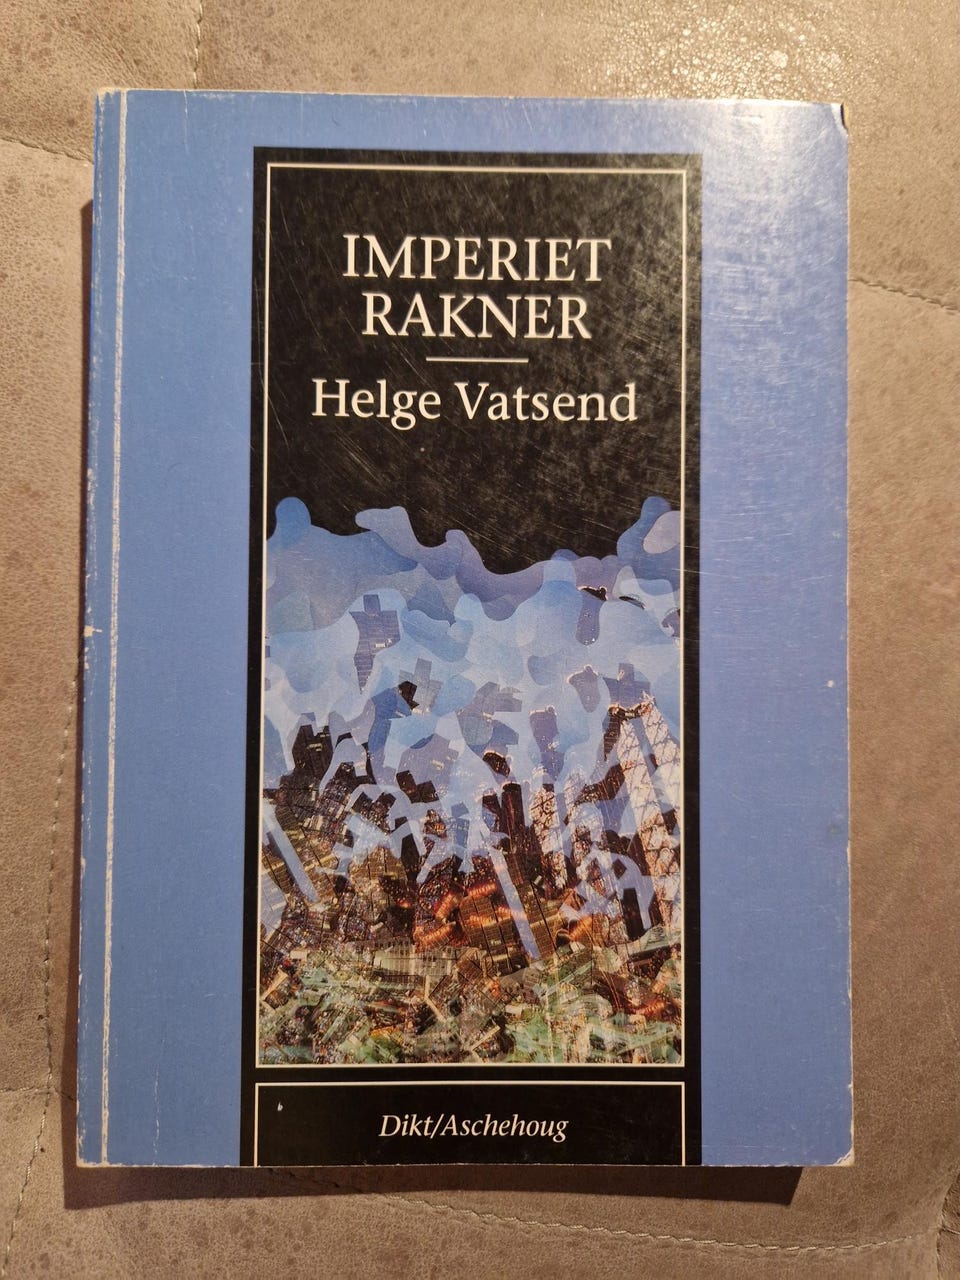 IMPERIET
RAKNER
Helge Vatsend
Dikt/Aschehoug